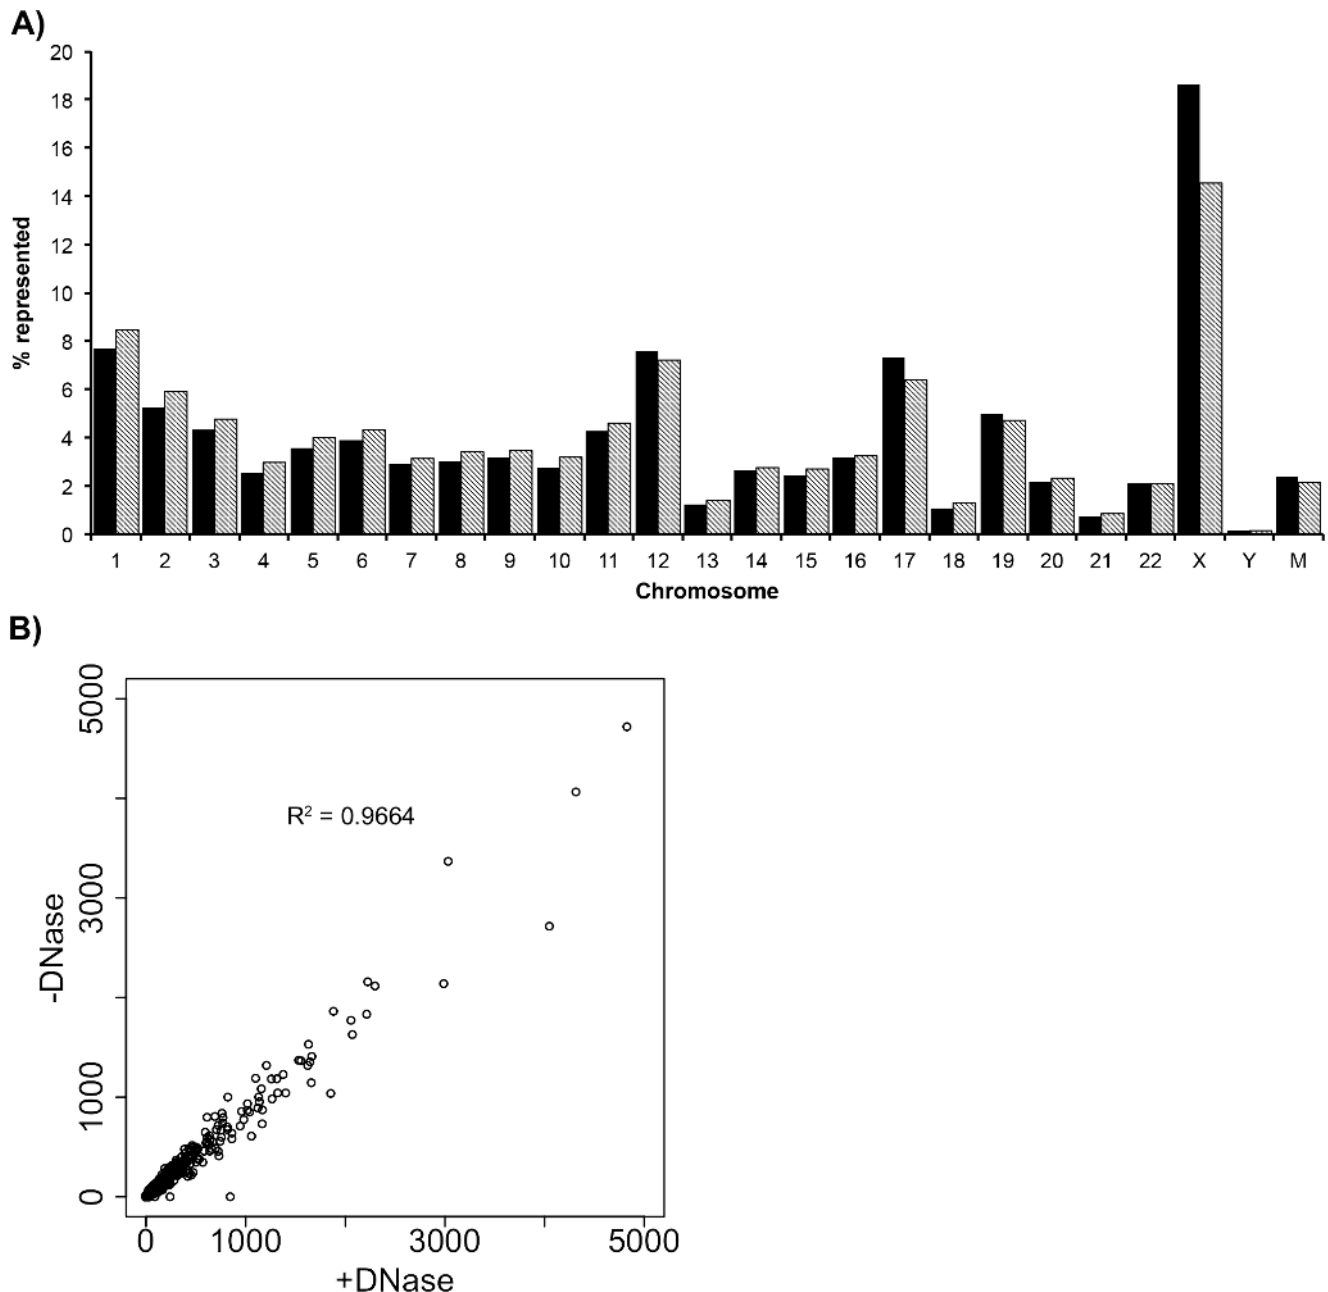 A)
20
18
16
14
12
10
8
6
4
2
0
% represented
1 2 3 4 5 6 7 8 9 10 11 12 13 14 15 16 17 18 19 20 21 22 X Y M
Chromosome
B)
5000
3000
1000
0
-DNase
R² = 0.9664
0 1000 3000 5000
+DNase